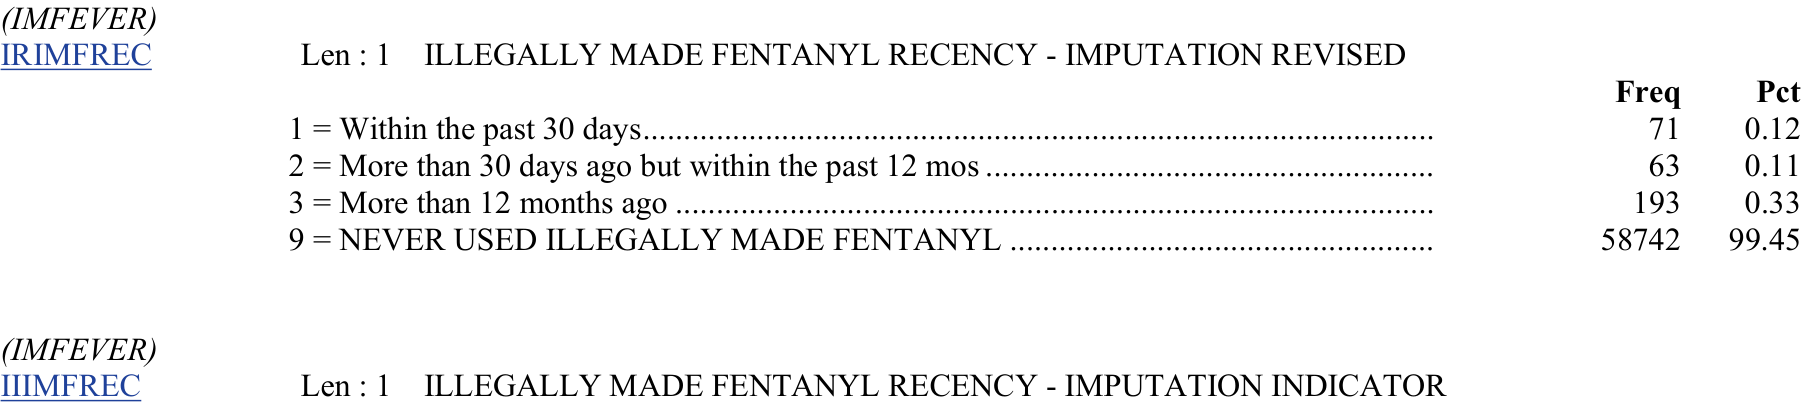 (IMFEVER)
IRIMFREC Len : 1 ILLEGALLY MADE FENTANYL RECENCY - IMPUTATION REVISED
Freq Pct
1 = Within the past 30 days................................................................................................ 71 0.12
2 = More than 30 days ago but within the past 12 mos ...................................................... 63 0.11
3 = More than 12 months ago ............................................................................................ 193 0.33
9 = NEVER USED ILLEGALLY MADE FENTANYL ................................................... 58742 99.45
(IMFEVER)
IIIMFREC Len : 1 ILLEGALLY MADE FENTANYL RECENCY - IMPUTATION INDICATOR